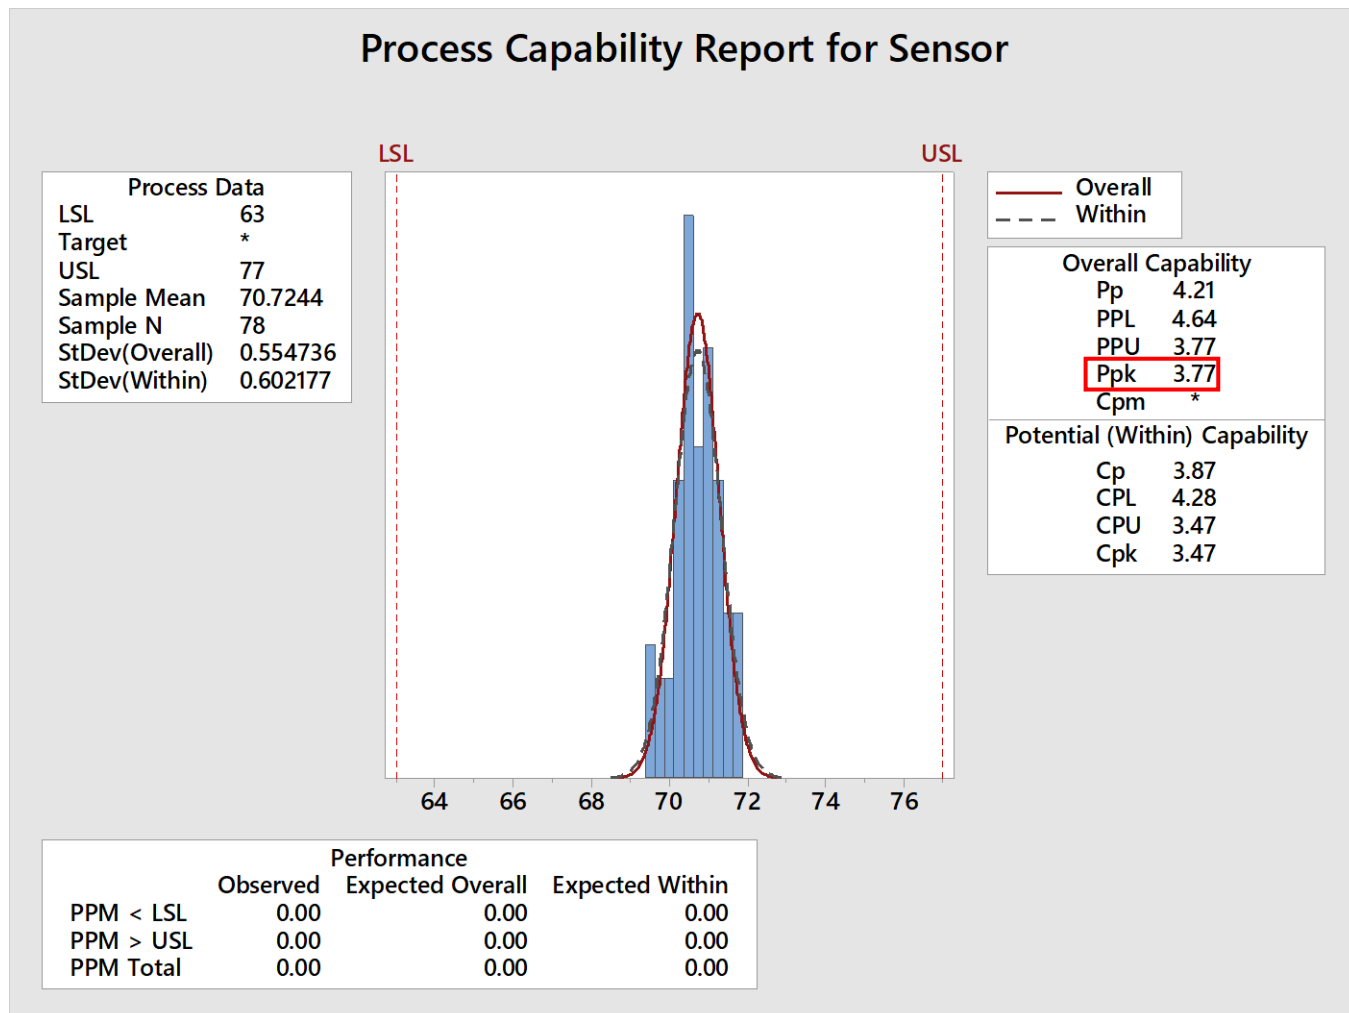 Process Capability Report for Sensor
LSL
USL
Process Data
LSL 63
Target *
USL 77
Sample Mean 70.7244
Sample N 78
StDev(Overall) 0.554736
StDev(Within) 0.602177
Overall
Within
Overall Capability
Pp 4.21
PPL 4.64
PPU 3.77
Ppk 3.77
Cpm *
Potential (Within) Capability
Cp 3.87
CPL 4.28
CPU 3.47
Cpk 3.47
64 66 68 70 72 74 76
Performance
Observed Expected Overall Expected Within
PPM < LSL 0.00 0.00 0.00
PPM > USL 0.00 0.00 0.00
PPM Total 0.00 0.00 0.00